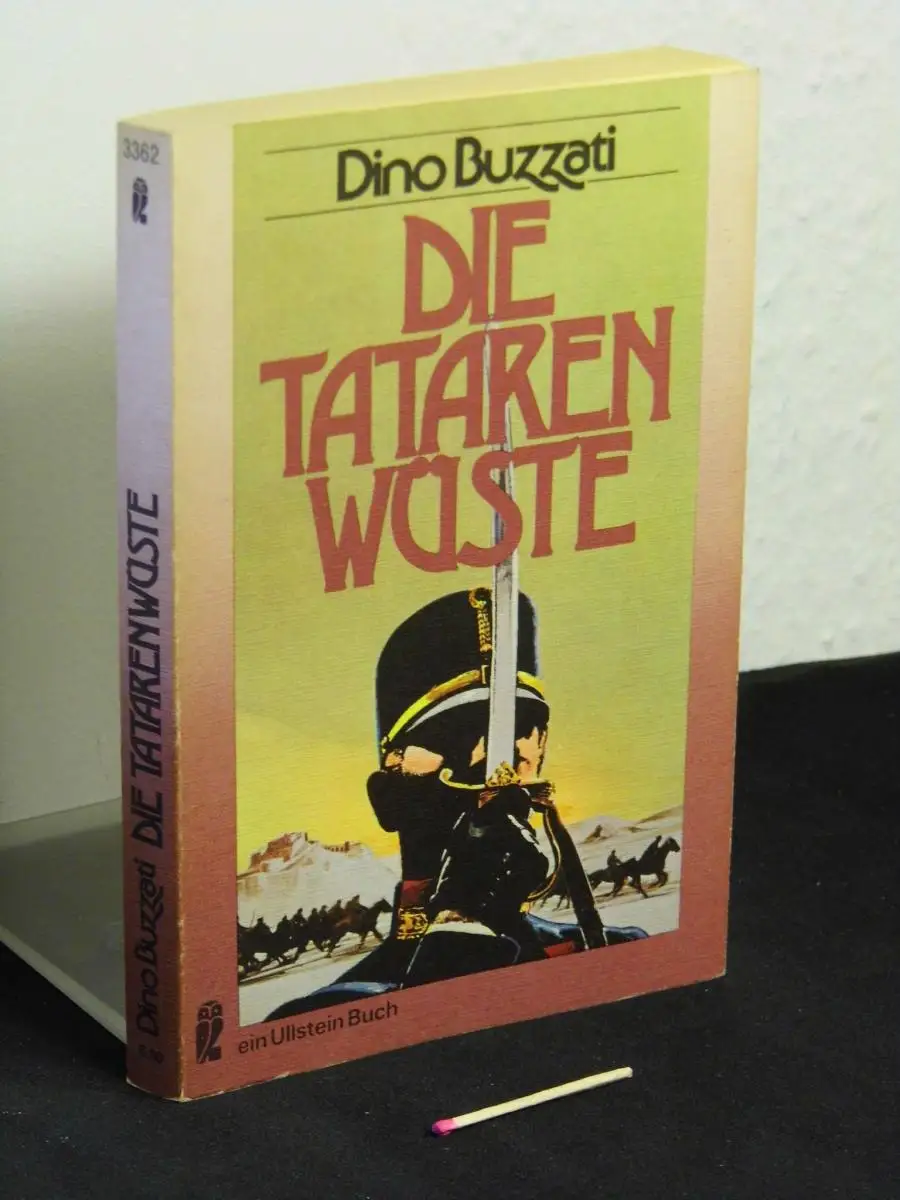 3362
Dino Buzzati DIE TATARENWÜSTE
Dino Buzzati
DIE
TATAREN
WÜSTE
ein Ullstein Buch